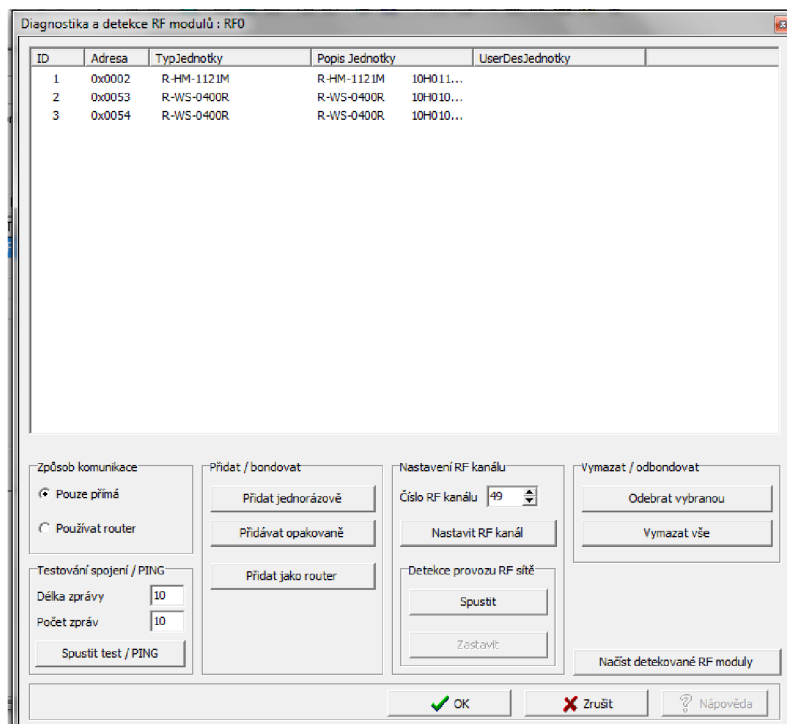 Diagnostika a detekce RF modulů : RF0
ID Adresa TypJednotky Popis Jednotky UserDesJednotky
1 0x0002 R-HM-1121M R-HM-1121M 10H011...
2 0x0053 R-WS-0400R R-WS-0400R 10H010...
3 0x0054 R-WS-0400R R-WS-0400R 10H010...
Způsob komunikace
Pouze přímá
Používat router
Testování spojení / PING
Délka zprávy 10
Počet zpráv 10
Spustit test / PING
Přidat / bondovat
Přidat jednorázově
Přidávat opakovaně
Přidat jako router
Nastavení RF kanálu
Číslo RF kanálu 49
Nastavit RF kanál
Detekce provozu RF sítě
Spustit
Zastavit
Vymazat / odbondovat
Odebrat vybranou
Vymazat vše
Načíst detekované RF moduly
OK
Zrušit
Nápověda